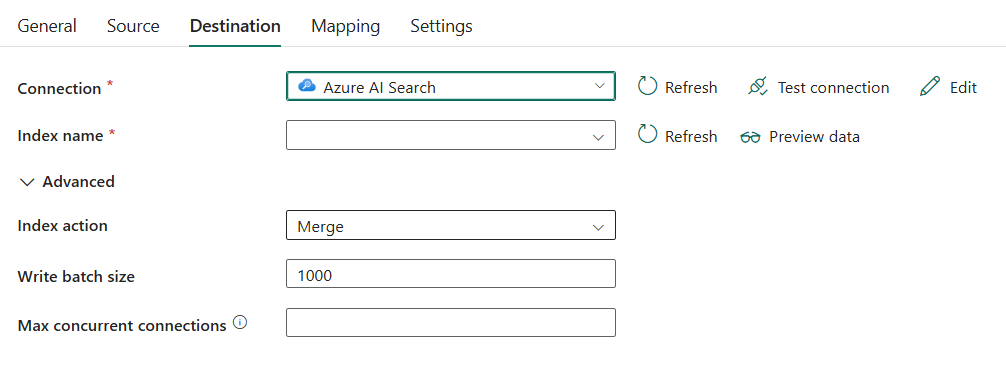 General Source Destination Mapping Settings
Connection * Azure AI Search Refresh Test connection Edit
Index name * Refresh Preview data
Advanced
Index action Merge
Write batch size 1000
Max concurrent connections